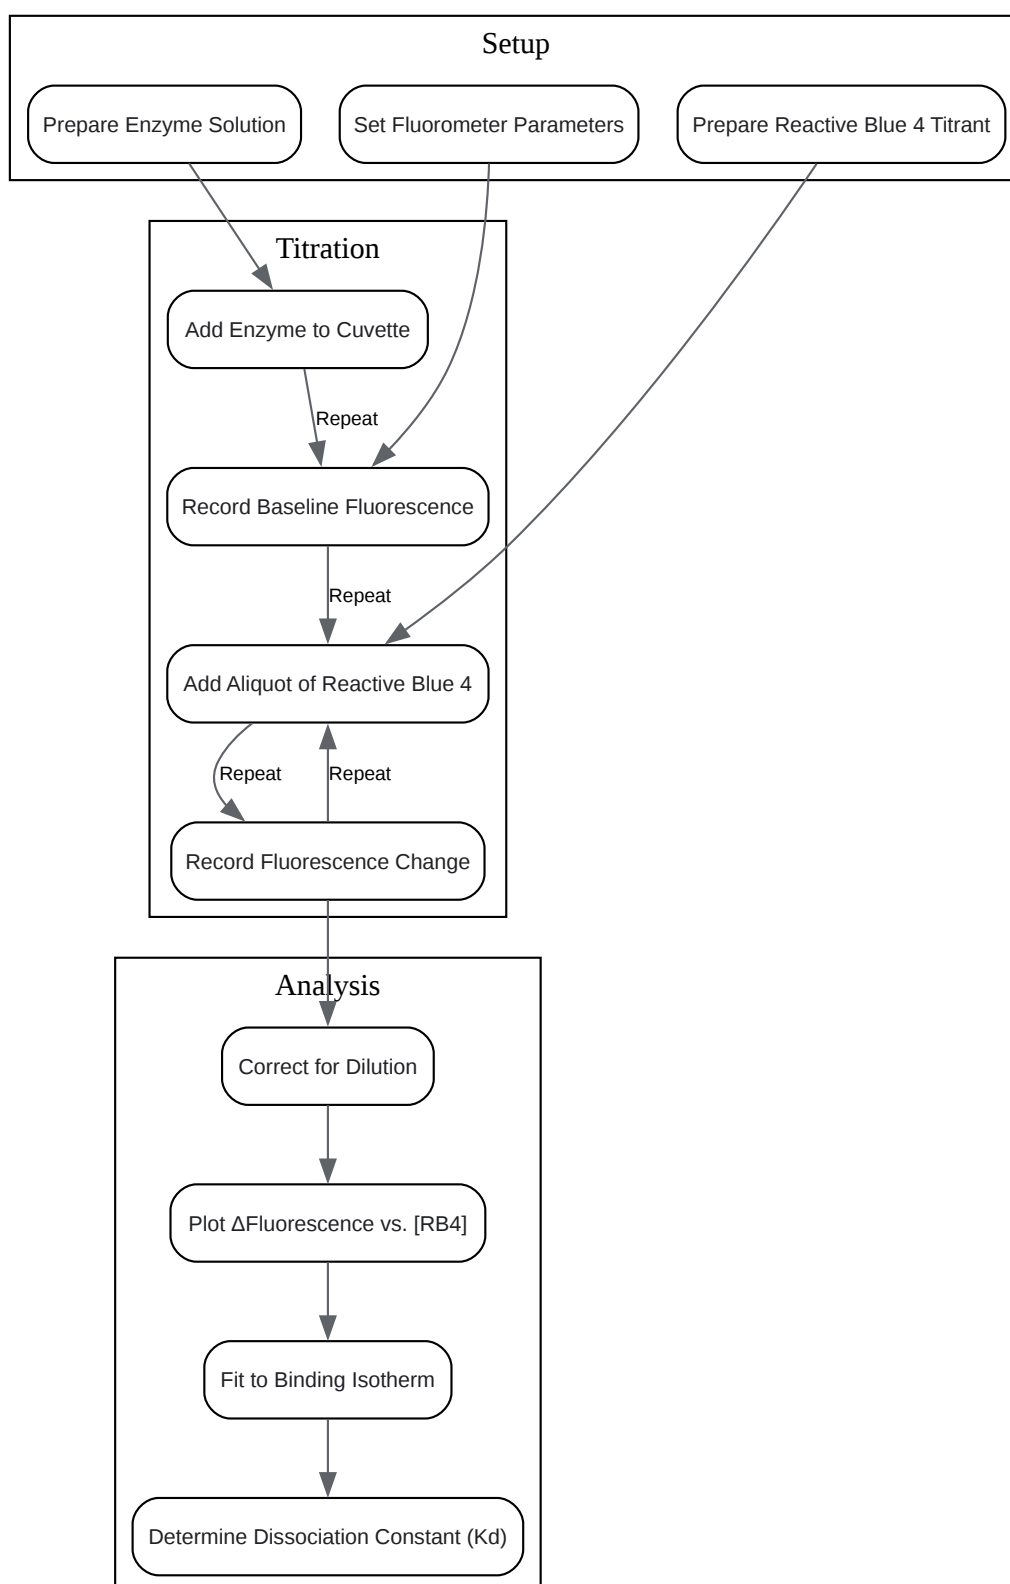 Setup
Prepare Enzyme Solution
Set Fluorometer Parameters
Prepare Reactive Blue 4 Titrant
Titration
Add Enzyme to Cuvette
Repeat
Record Baseline Fluorescence
Repeat
Add Aliquot of Reactive Blue 4
Repeat
Repeat
Record Fluorescence Change
Analysis
Correct for Dilution
Plot ΔFluorescence vs. [RB4]
Fit to Binding Isotherm
Determine Dissociation Constant (Kd)